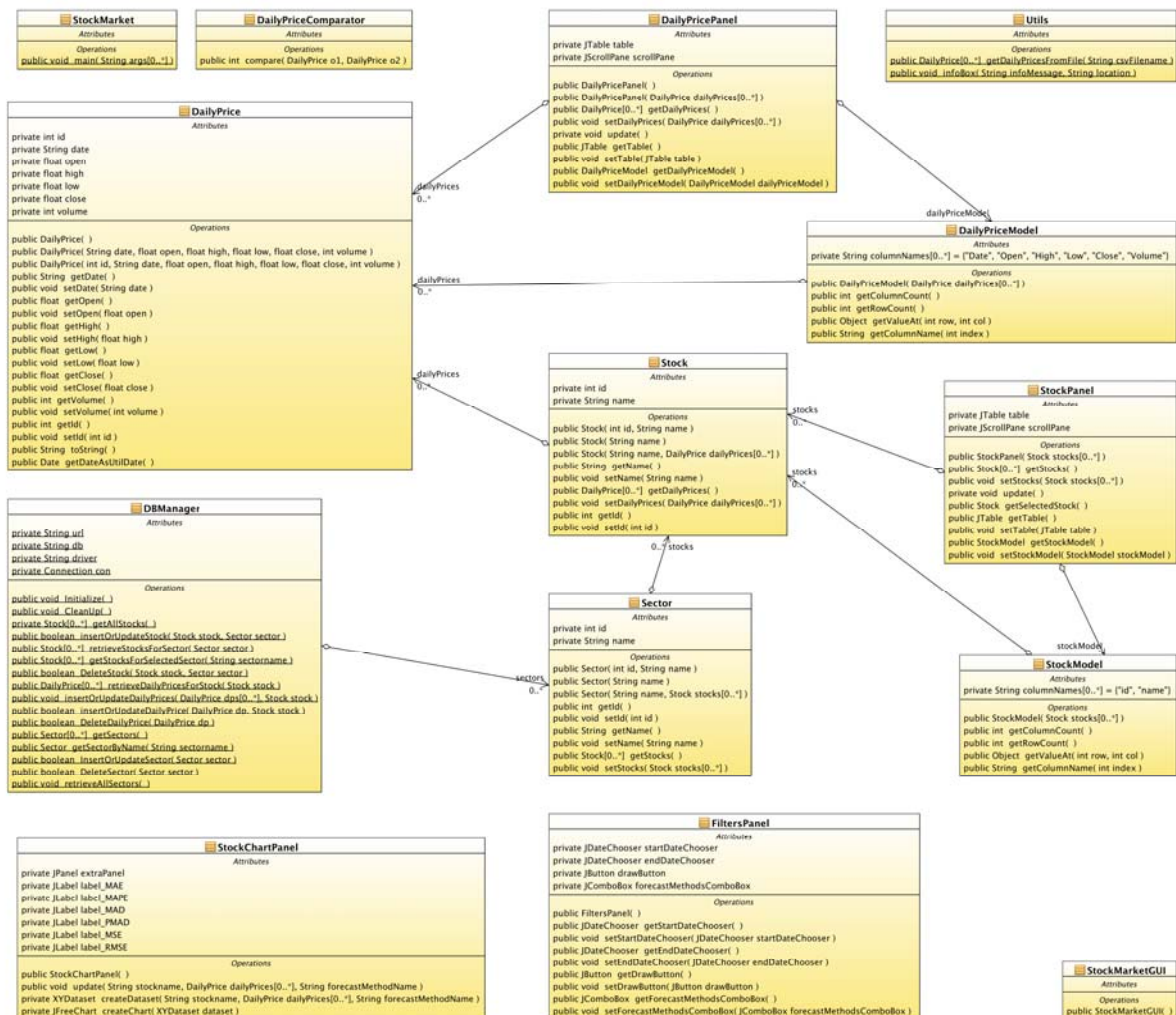 StockMarket
Attributes
Operations
public void main( String args[0..*] )
DailyPriceComparator
Attributes
Operations
public int compare( DailyPrice o1, DailyPrice o2 )
DailyPricePanel
Attributes
private JTable table
private JScrollPane scrollPane
Operations
public DailyPricePanel( )
public DailyPricePanel( DailyPrice dailyPrices[0..*] )
public DailyPrice[0..*] getDailyPrices( )
public void setDailyPrices( DailyPrice dailyPrices[0..*] )
private void update( )
public JTable getTable( )
public void setTable( JTable table )
public DailyPriceModel getDailyPriceModel( )
public void setDailyPriceModel( DailyPriceModel dailyPriceModel )
Utils
Attributes
Operations
public DailyPrice[0..*] getDailyPricesFromFile( String csvFilename )
public void infoBox( String infoMessage, String location )
DailyPrice
Attributes
private int id
private String date
private float open
private float high
private float low
private float close
private int volume
Operations
public DailyPrice( )
public DailyPrice( String date, float open, float high, float low, float close, int volume )
public DailyPrice( int id, String date, float open, float high, float low, float close, int volume )
public String getDate( )
public void setDate( String date )
public float getOpen( )
public void setOpen( float open )
public float getHigh( )
public void setHigh( float high )
public float getLow( )
public void setLow( float low )
public float getClose( )
public void setClose( float close )
public int getVolume( )
public void setVolume( int volume )
public int getId( )
public void setId( int id )
public String toString( )
public Date getDateAsUtilDate( )
dailyPrices
0..*
dailyPriceModel
DailyPriceModel
Attributes
private String columnNames[0..*] = {"Date", "Open", "High", "Low", "Close", "Volume"}
Operations
public DailyPriceModel( DailyPrice dailyPrices[0..*] )
public int getColumnCount( )
public int getRowCount( )
public Object getValueAt( int row, int col )
public String getColumnName( int index )
dailyPrices
0..*
dailyPrices
0..*
Stock
Attributes
private int id
private String name
Operations
public Stock( int id, String name )
public Stock( String name )
public Stock( String name, DailyPrice dailyPrices[0..*] )
public String getName( )
public void setName( String name )
public DailyPrice[0..*] getDailyPrices( )
public void setDailyPrices( DailyPrice dailyPrices[0..*] )
public int getId( )
public void setId( int id )
stocks
0..*
stocks
0..*
StockPanel
Attributes
private JTable table
private JScrollPane scrollPane
Operations
public StockPanel( Stock stocks[0..*] )
public Stock[0..*] getStocks( )
public void setStocks( Stock stocks[0..*] )
private void update( )
public Stock getSelectedStock( )
public JTable getTable( )
public void setTable( JTable table )
public StockModel getStockModel( )
public void setStockModel( StockModel stockModel )
DBManager
Attributes
private String url
private String db
private String driver
private Connection con
Operations
public void Initialize( )
public void CleanUp( )
private Stock[0..*] getAllStocks( )
public boolean insertOrUpdateStock( Stock stock, Sector sector )
public Stock[0..*] retrieveStocksForSector( Sector sector )
public Stock[0..*] getStocksForSelectedSector( String sectorname )
public boolean DeleteStock( Stock stock, Sector sector )
public DailyPrice[0..*] retrieveDailyPricesForStock( Stock stock )
public void insertOrUpdateDailyPrices( DailyPrice dps[0..*], Stock stock )
public boolean insertOrUpdateDailyPrice( DailyPrice dp, Stock stock )
public boolean DeleteDailyPrice( DailyPrice dp )
public Sector[0..*] getSectors( )
public Sector getSectorByName( String sectorname )
public boolean InsertOrUpdateSector( Sector sector )
public boolean DeleteSector( Sector sector )
public void retrieveAllSectors( )
0..* stocks
sectors
0..*
Sector
Attributes
private int id
private String name
Operations
public Sector( int id, String name )
public Sector( String name )
public Sector( String name, Stock stocks[0..*] )
public int getId( )
public void setId( int id )
public String getName( )
public void setName( String name )
public Stock[0..*] getStocks( )
public void setStocks( Stock stocks[0..*] )
stockModel
StockModel
Attributes
private String columnNames[0..*] = {"id", "name"}
Operations
public StockModel( Stock stocks[0..*] )
public int getColumnCount( )
public int getRowCount( )
public Object getValueAt( int row, int col )
public String getColumnName( int index )
StockChartPanel
Attributes
private JPanel extraPanel
private JLabel label_MAE
private JLabel label_MAPE
private JLabel label_MAD
private JLabel label_PMAD
private JLabel label_MSE
private JLabel label_RMSE
Operations
public StockChartPanel( )
public void update( String stockname, DailyPrice dailyPrices[0..*], String forecastMethodName )
private XYDataset createDataset( String stockname, DailyPrice dailyPrices[0..*], String forecastMethodName )
private JFreeChart createChart( XYDataset dataset )
FiltersPanel
Attributes
private JDateChooser startDateChooser
private JDateChooser endDateChooser
private JButton drawButton
private JComboBox forecastMethodsComboBox
Operations
public FiltersPanel( )
public JDateChooser getStartDateChooser( )
public void setStartDateChooser( JDateChooser startDateChooser )
public JDateChooser getEndDateChooser( )
public void setEndDateChooser( JDateChooser endDateChooser )
public JButton getDrawButton( )
public void setDrawButton( JButton drawButton )
public JComboBox getForecastMethodsComboBox( )
public void setForecastMethodsComboBox( JComboBox forecastMethodsComboBox )
StockMarketGUI
Attributes
Operations
public StockMarketGUI( )